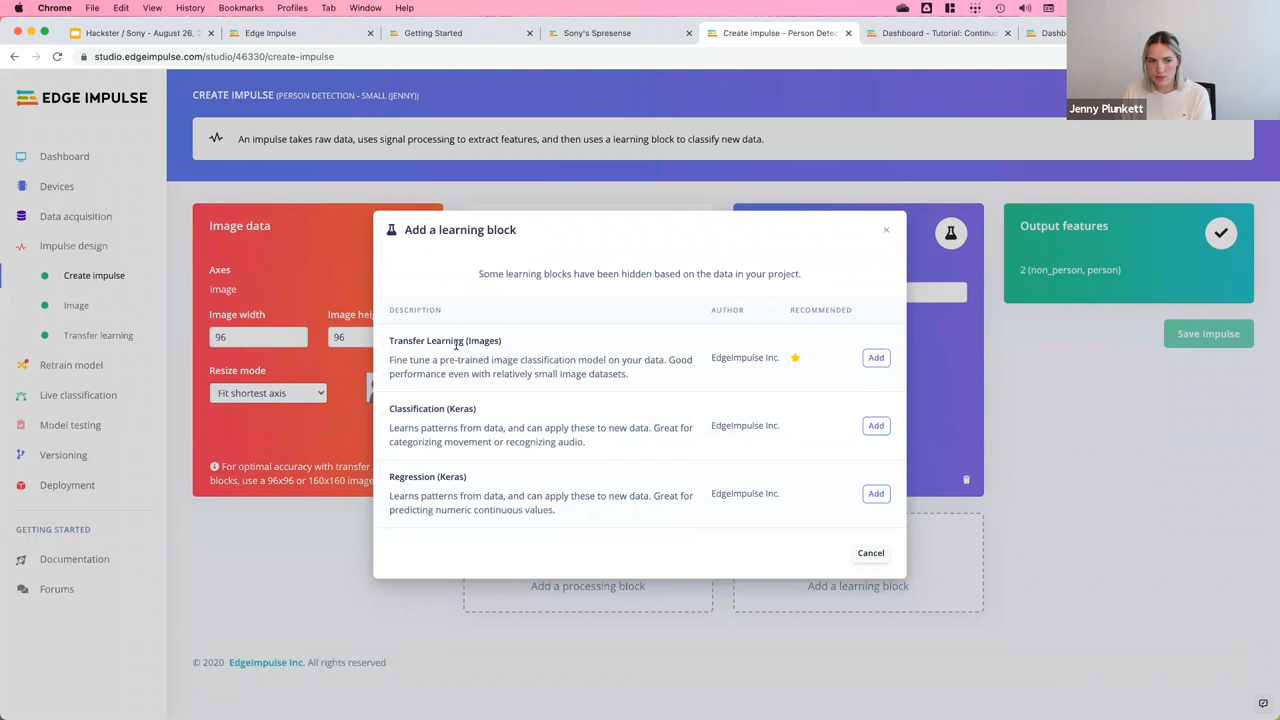 Chrome File Edit View History Bookmarks Profiles Tab Window Help
Hackster / Sony - August 26, Edge Impulse Getting Started Sony's Spresense Create impulse - Person Dete Dashboard - Tutorial: Continu Dashb
studio.edgeimpulse.com/studio/46330/create-impulse
Jenny Plunkett
EDGE IMPULSE
CREATE IMPULSE (PERSON DETECTION - SMALL (JENNY))
An impulse takes raw data, uses signal processing to extract features, and then uses a learning block to classify new data.
Dashboard
Devices
Data acquisition
Impulse design
Create impulse
Image
Transfer learning
Retrain model
Live classification
Model testing
Versioning
Deployment
GETTING STARTED
Documentation
Forums
Image data
Axes
image
Image width
Image hei
96
96
Resize mode
Fit shortest axis
For optimal accuracy with transfer
blocks, use a 96x96 or 160x160 image
Add a learning block
Some learning blocks have been hidden based on the data in your project.
DESCRIPTION AUTHOR RECOMMENDED
Transfer Learning (Images)
Fine tune a pre-trained image classification model on your data. Good
performance even with relatively small image datasets.
EdgeImpulse Inc.
Add
Classification (Keras)
Learns patterns from data, and can apply these to new data. Great for
categorizing movement or recognizing audio.
EdgeImpulse Inc.
Add
Regression (Keras)
Learns patterns from data, and can apply these to new data. Great for
predicting numeric continuous values.
EdgeImpulse Inc.
Add
Cancel
Add a processing block
Add a learning block
Output features
2 (non_person, person)
Save Impulse
© 2020 EdgeImpulse Inc. All rights reserved